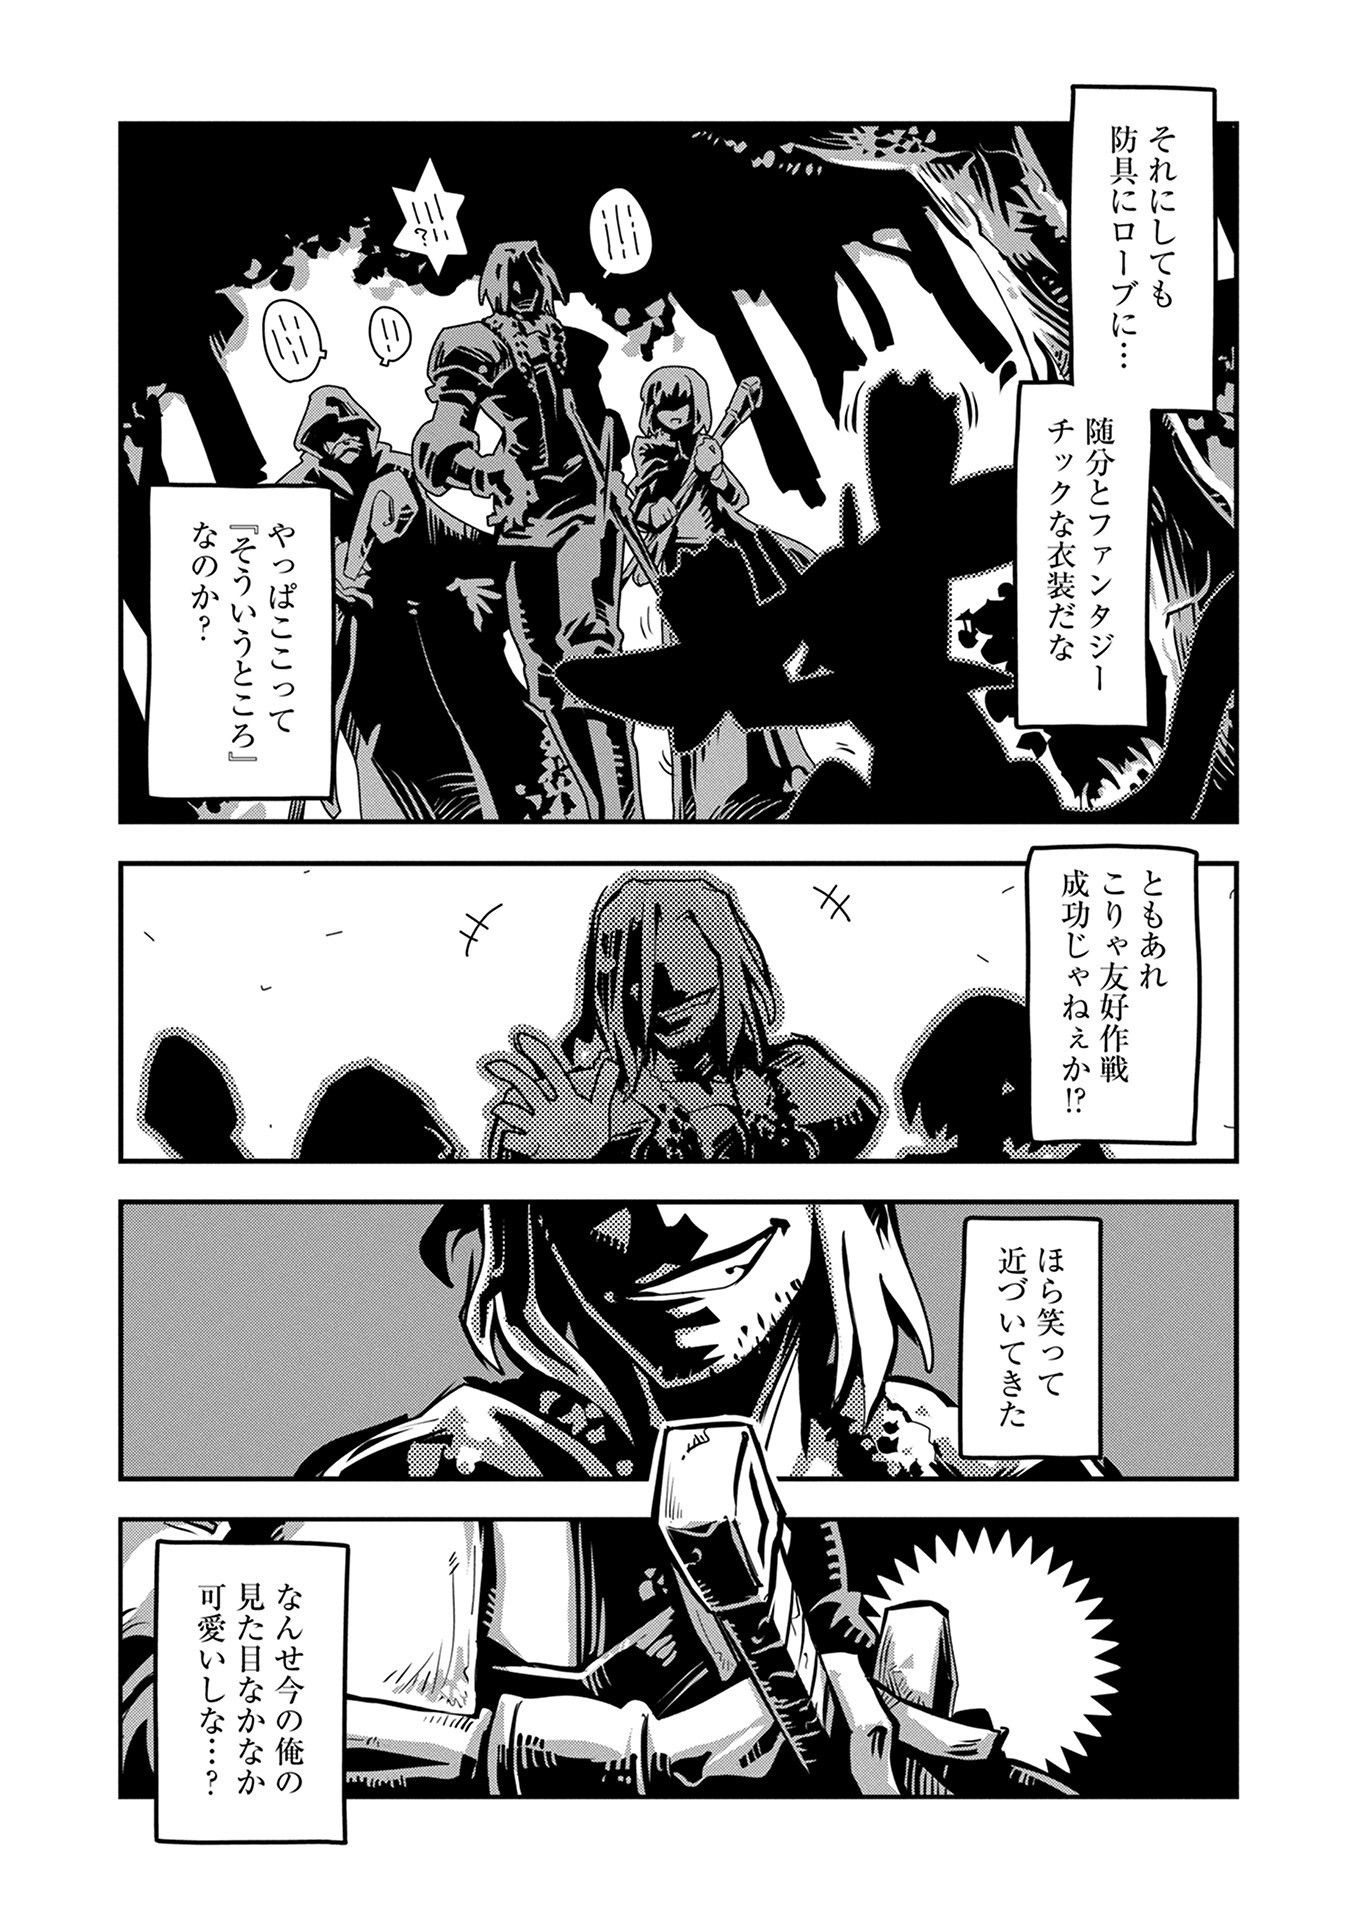 それにしても
防具にローブに…
随分とファンタジー
チックな衣装だな
…?
やっぱここって
『そういうところ』
なのか?
ともあれ
こりゃ友好作戦
成功じゃねぇか!?
ほら笑って
近づいてきた
なんせ今の俺の
見た目なかなか
可愛いしな…?